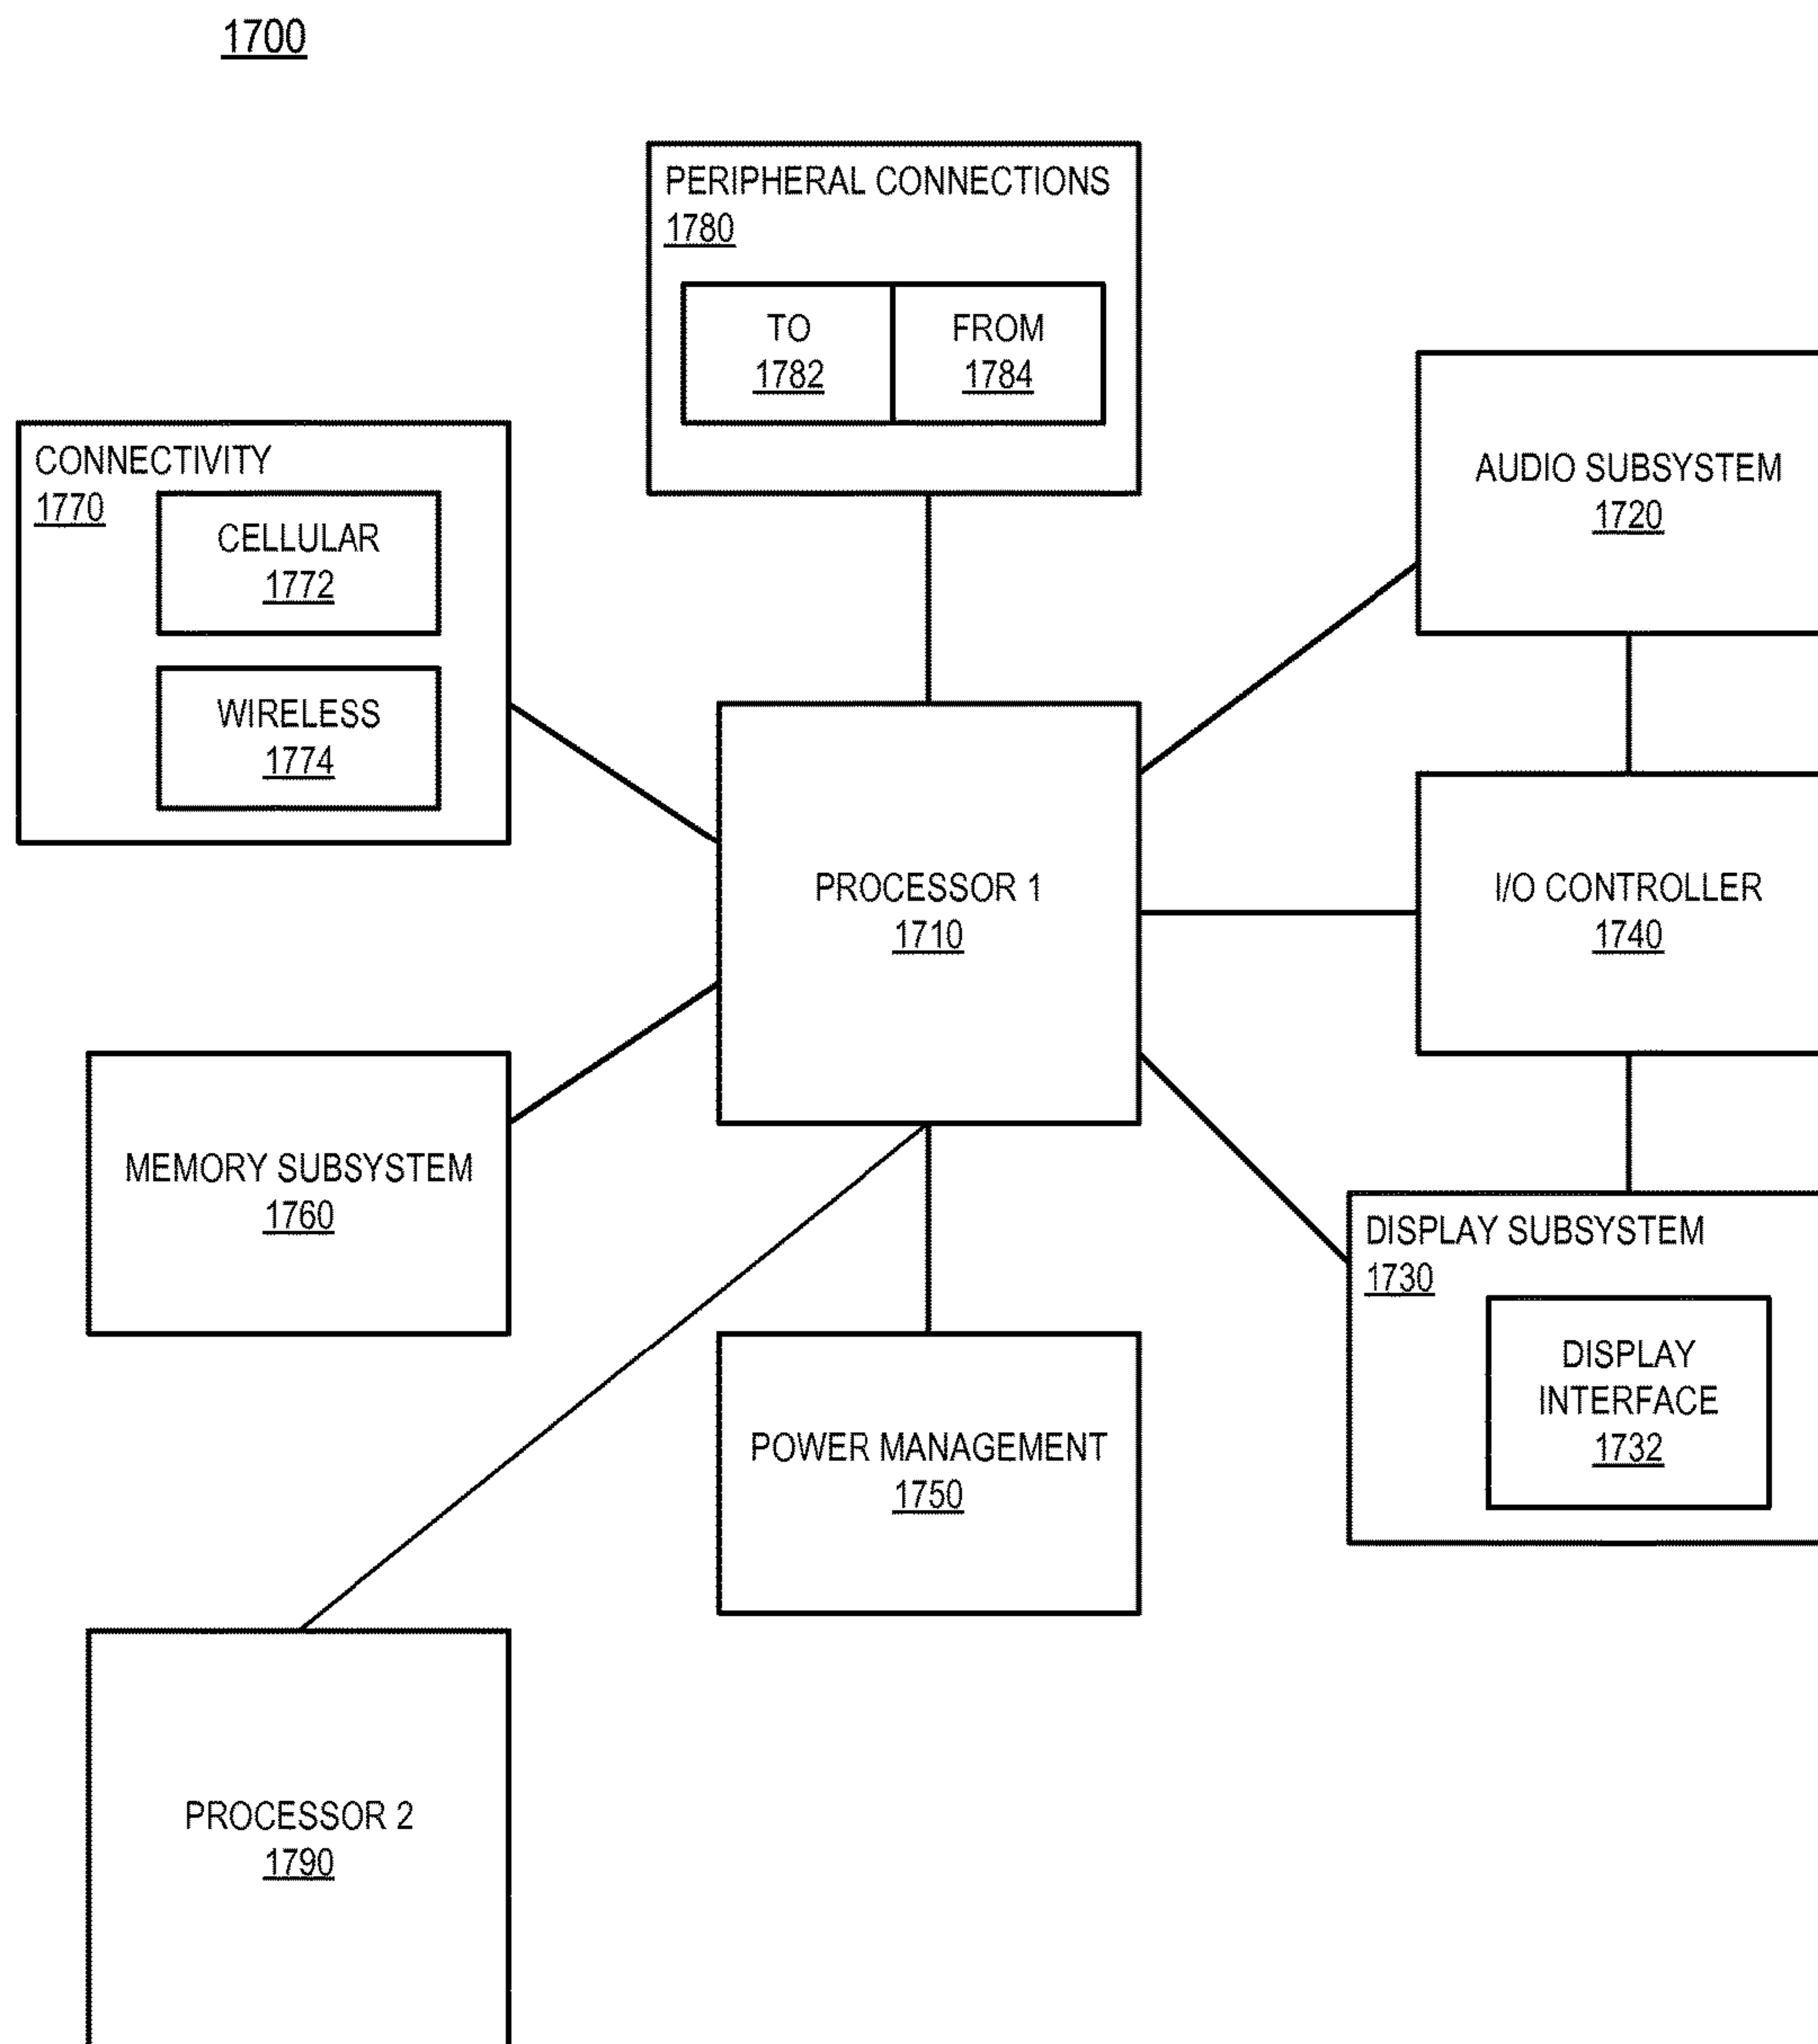 1700
PERIPHERAL CONNECTIONS
1780
TO
1782
FROM
1784
CONNECTIVITY
1770
CELLULAR
1772
WIRELESS
1774
AUDIO SUBSYSTEM
1720
PROCESSOR 1
1710
I/O CONTROLLER
1740
MEMORY SUBSYSTEM
1760
DISPLAY SUBSYSTEM
1730
DISPLAY
INTERFACE
1732
POWER MANAGEMENT
1750
PROCESSOR 2
1790